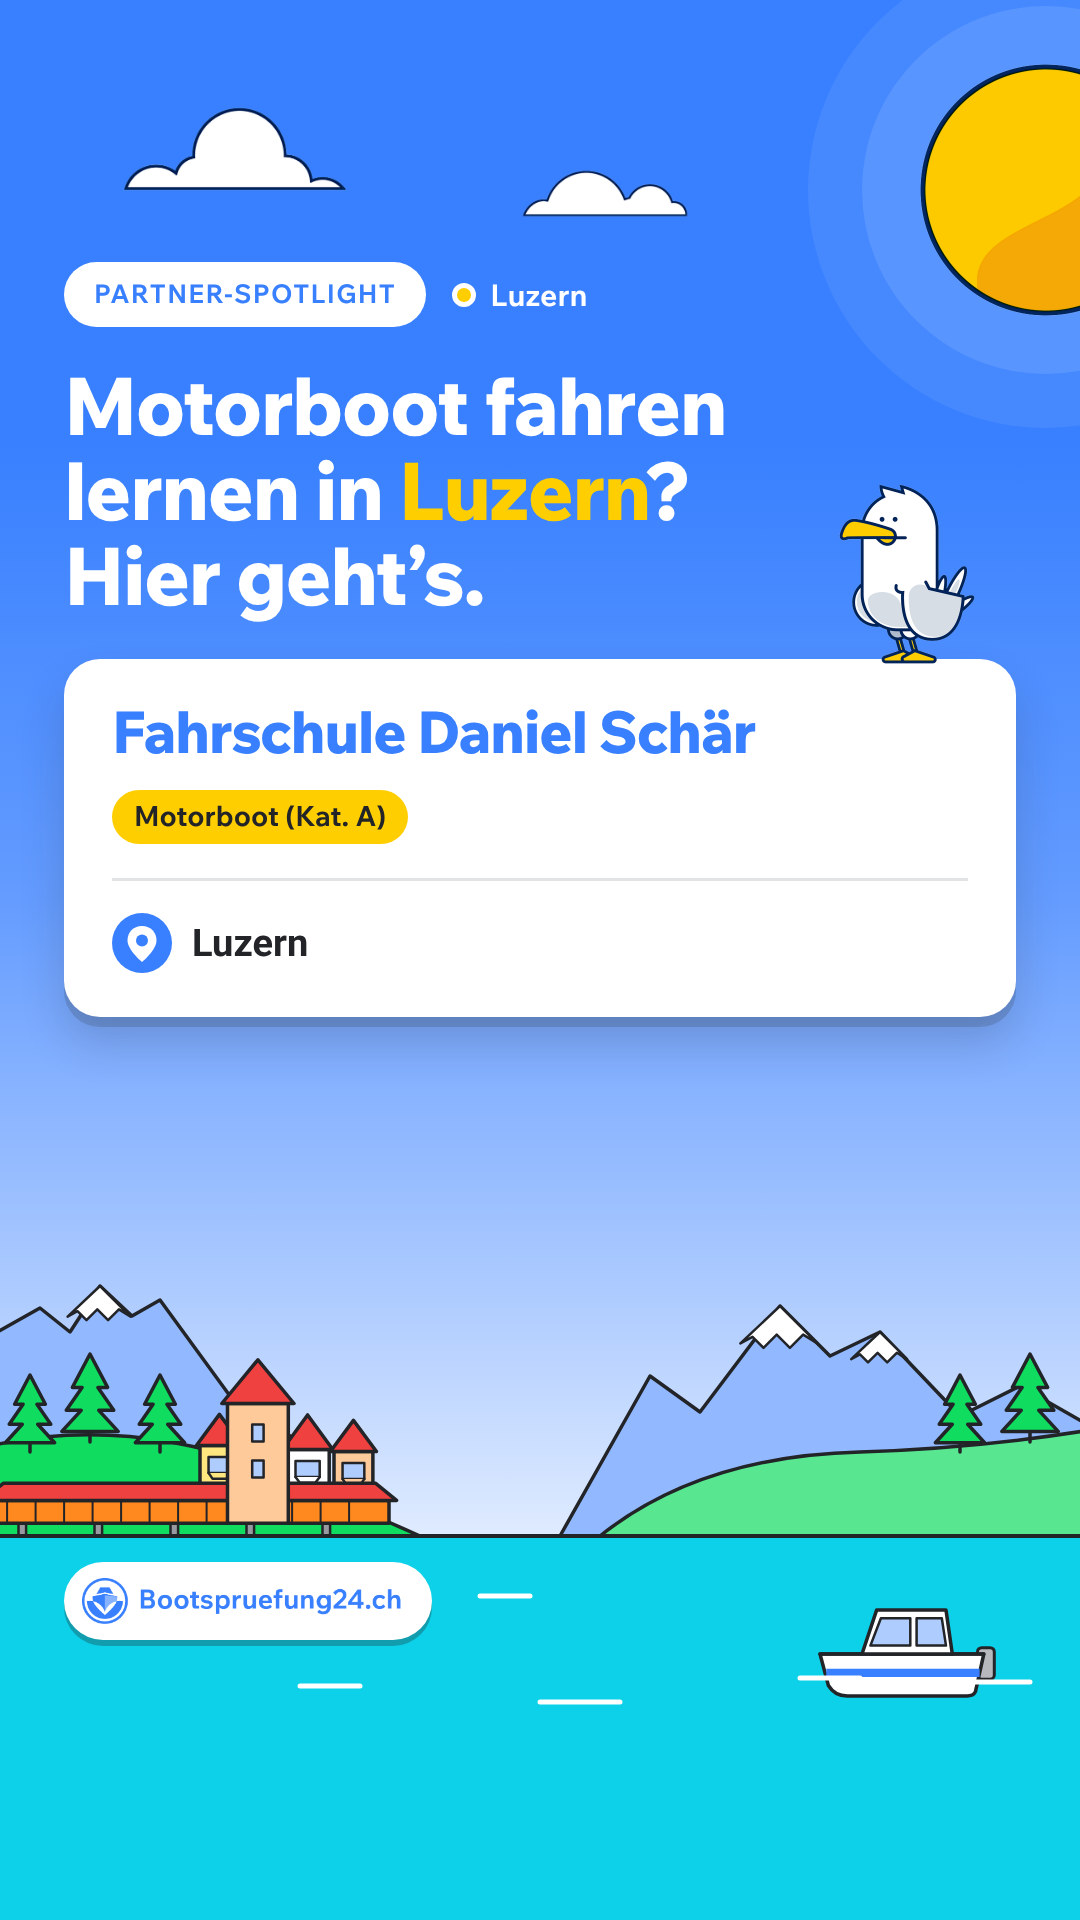 PARTNER-SPOTLIGHT
Luzern
Motorboot fahren
lernen in Luzern?
Hier geht’s.
Fahrschule Daniel Schär
Motorboot (Kat. A)
Luzern
Bootspruefung24.ch